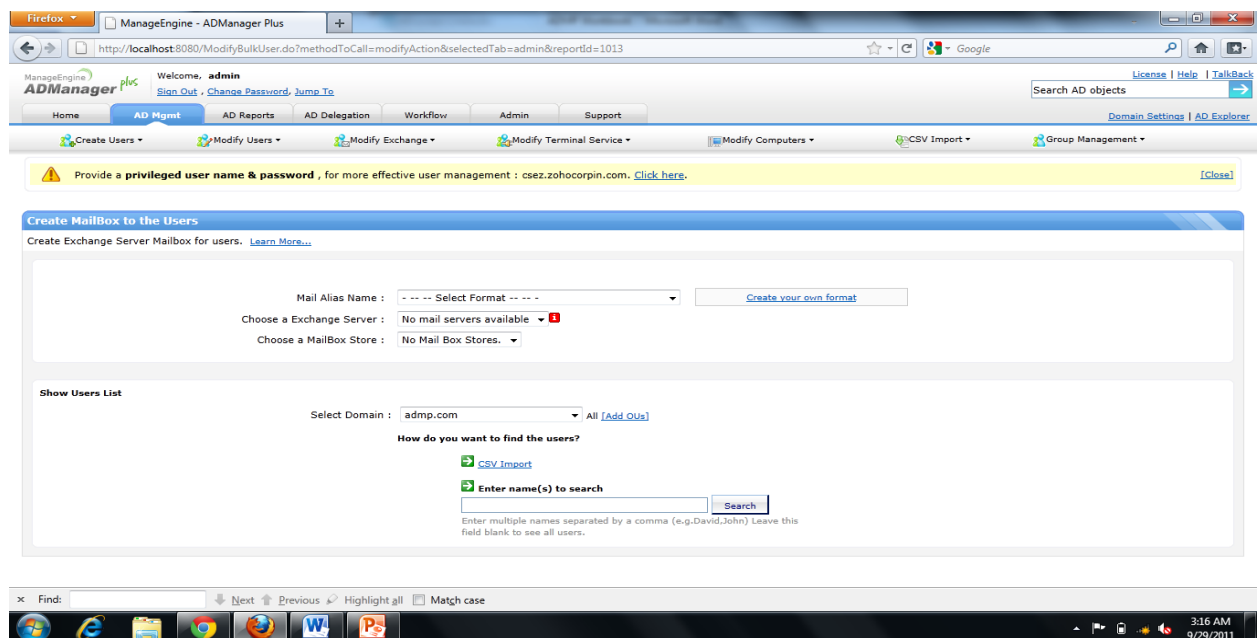 Firefox
ManageEngine - ADManager Plus
http://localhost:8080/ModifyBulkUser.do?methodToCall=modifyAction&selectedTab=admin&reportId=1013
Google
ManageEngine
ADManager plus
Welcome, admin
Sign Out , Change Password, Jump To
License | Help | TalkBack
Search AD objects
Home AD Mgmt AD Reports AD Delegation Workflow Admin Support
Domain Settings | AD Explorer
Create Users Modify Users Modify Exchange Modify Terminal Service Modify Computers CSV Import Group Management
Provide a privileged user name & password , for more effective user management : csez.zohocorpin.com. Click here.
[Close]
Create MailBox to the Users
Create Exchange Server Mailbox for users. Learn More...
Mail Alias Name : - -- -- Select Format -- -- - Create your own format
Choose a Exchange Server : No mail servers available
Choose a MailBox Store : No Mail Box Stores.
Show Users List
Select Domain : admp.com All [Add OUs]
How do you want to find the users?
CSV Import
Enter name(s) to search
Search
Enter multiple names separated by a comma (e.g.David,John) Leave this
field blank to see all users.
× Find: Next Previous Highlight all Match case
3:16 AM
9/29/2011